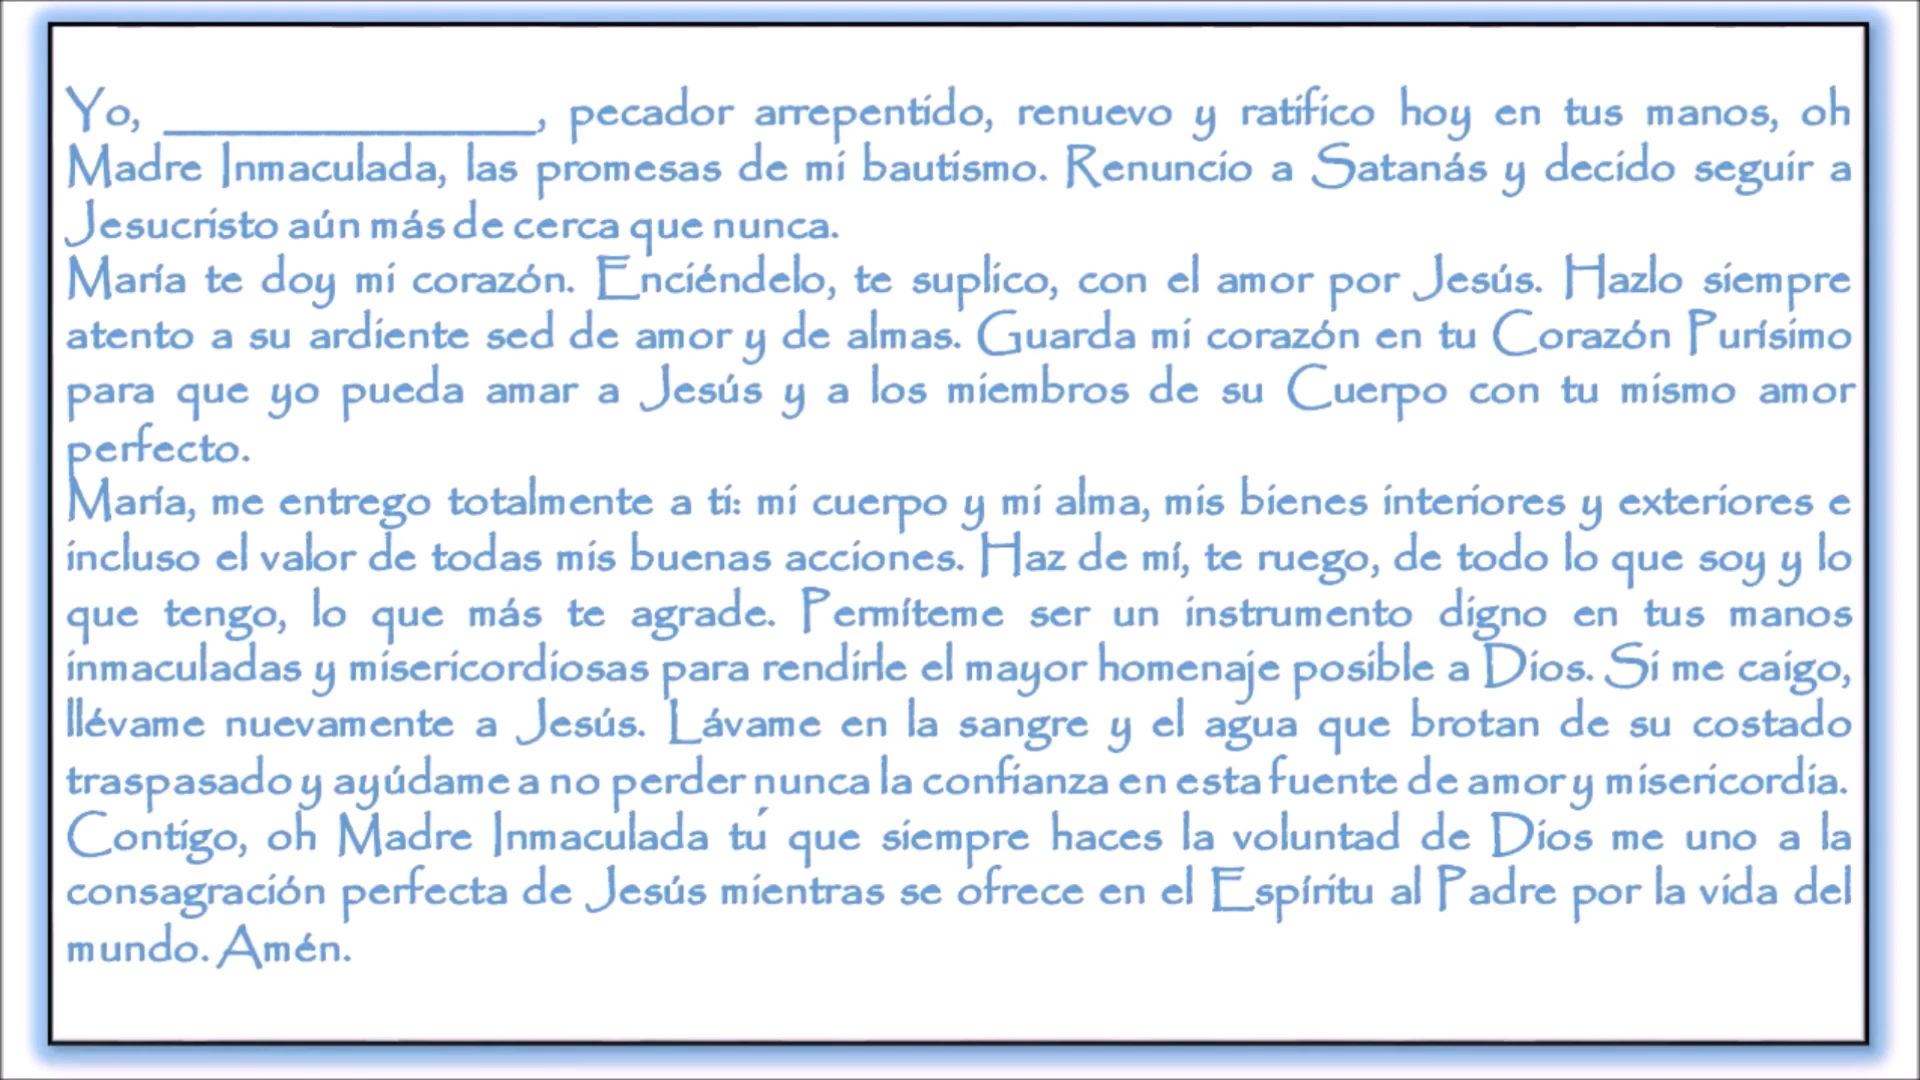 Yo, _________________, pecador arrepentido, renuevo y ratifico hoy en tus manos, oh
Madre Inmaculada, las promesas de mi bautismo. Renuncio a Satanás y decido seguir a
Jesucristo aún más de cerca que nunca.
María te doy mi corazón. Enciéndelo, te suplico, con el amor por Jesús. Hazlo siempre
atento a su ardiente sed de amor y de almas. Guarda mi corazón en tu Corazón Purísimo
para que yo pueda amar a Jesús y a los miembros de su Cuerpo con tu mismo amor
perfecto.
María, me entrego totalmente a ti: mi cuerpo y mi alma, mis bienes interiores y exteriores e
incluso el valor de todas mis buenas acciones. Haz de mí, te ruego, de todo lo que soy y lo
que tengo, lo que más te agrade. Permíteme ser un instrumento digno en tus manos
inmaculadas y misericordiosas para rendirle el mayor homenaje posible a Dios. Si me caigo,
llévame nuevamente a Jesús. Lávame en la sangre y el agua que brotan de su costado
traspasado y ayúdame a no perder nunca la confianza en esta fuente de amor y misericordia.
Contigo, oh Madre Inmaculada tú que siempre haces la voluntad de Dios me uno a la
consagración perfecta de Jesús mientras se ofrece en el Espíritu al Padre por la vida del
mundo. Amén.